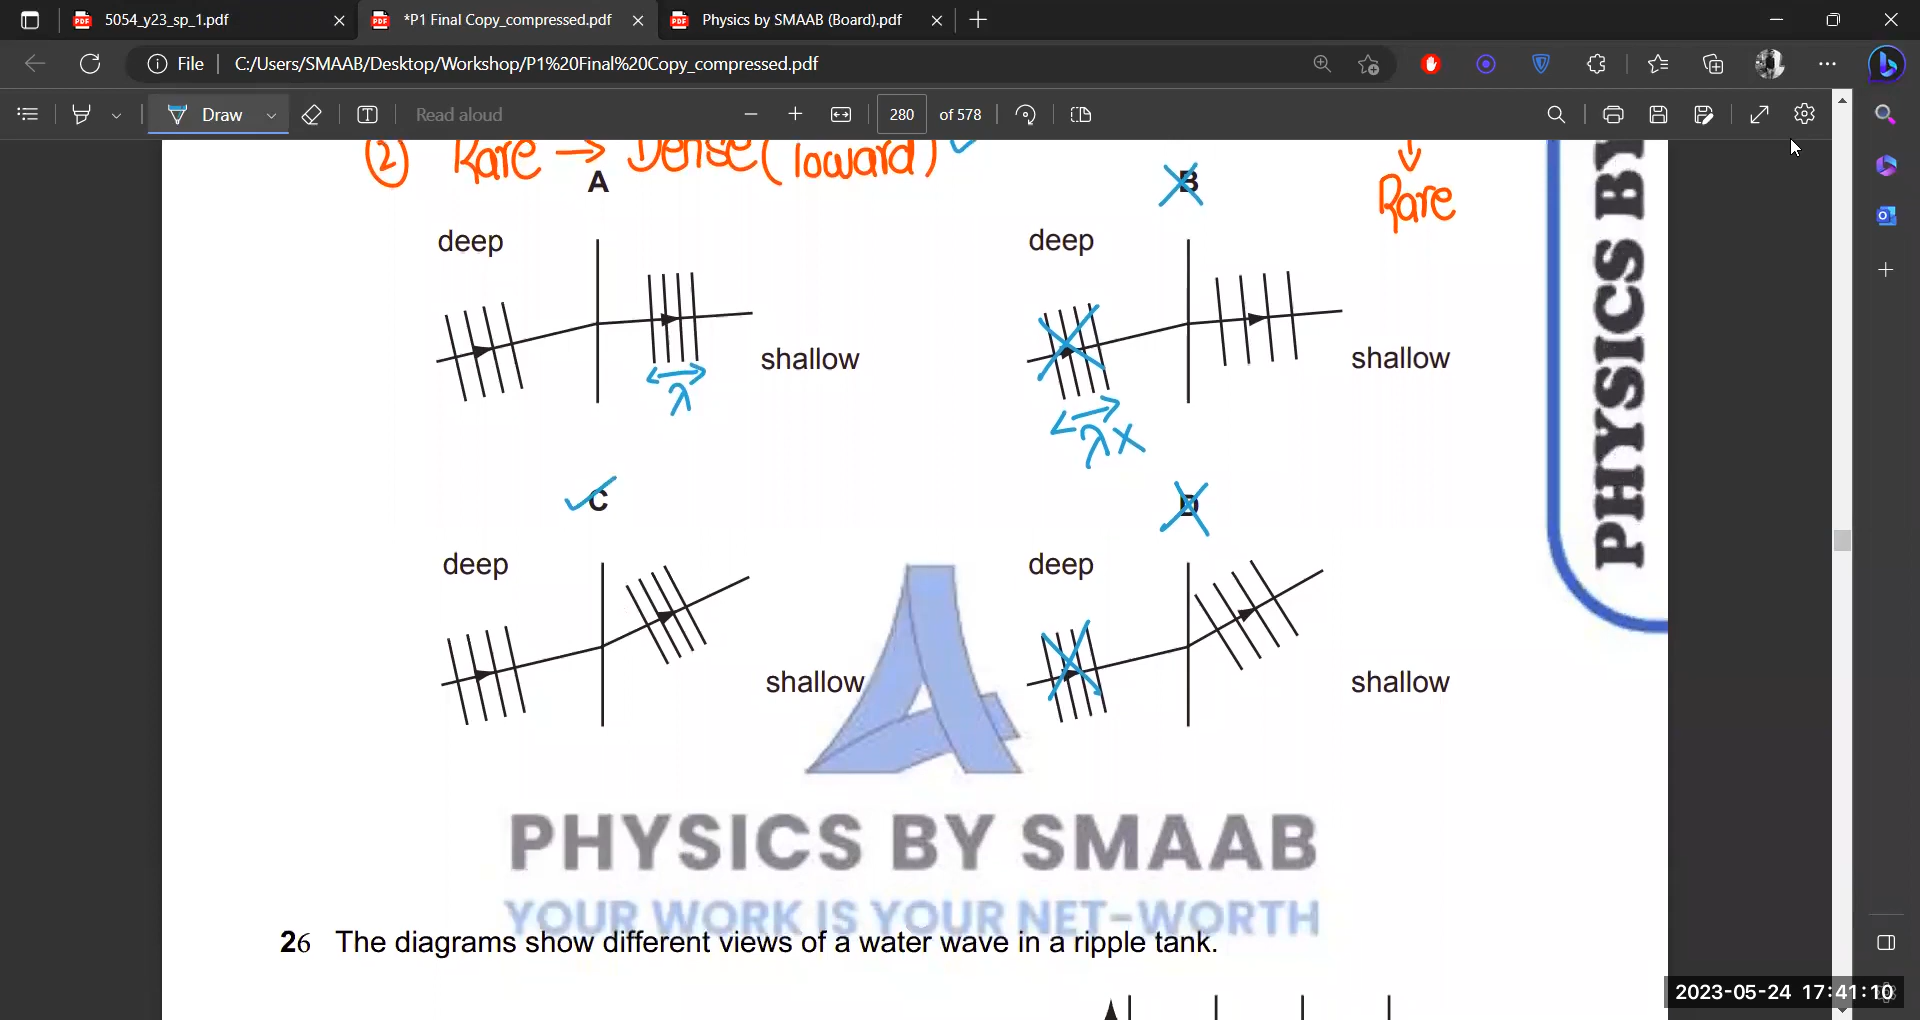 5054_y23_sp_1.pdf
*P1 Final Copy_compressed.pdf
Physics by SMAAB (Board).pdf
File
C:/Users/SMAAB/Desktop/Workshop/P1%20Final%20Copy_compressed.pdf
Draw
Read aloud
280 of 578
② Rare → Dense (Toward) ✓
↓
Rare
A
B
deep
deep
shallow
shallow
λ
λ X
C
D
deep
deep
shallow
shallow
PHYSICS BY
PHYSICS BY SMAAB
YOUR WORK IS YOUR NET-WORTH
26 The diagrams show different views of a water wave in a ripple tank.
2023-05-24 17:41:10